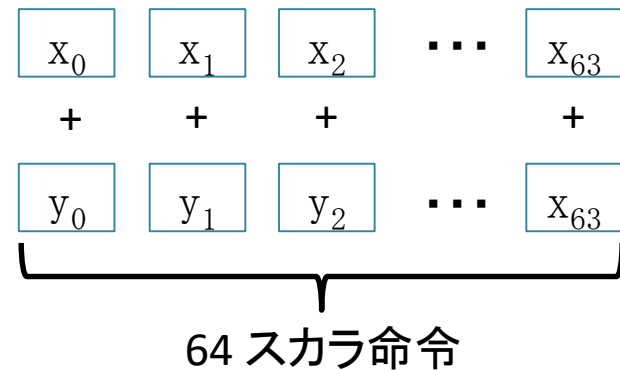 x₀ x₁ x₂ ··· x₆₃
+ + + +
y₀ y₁ y₂ ··· x₆₃
64 スカラ命令